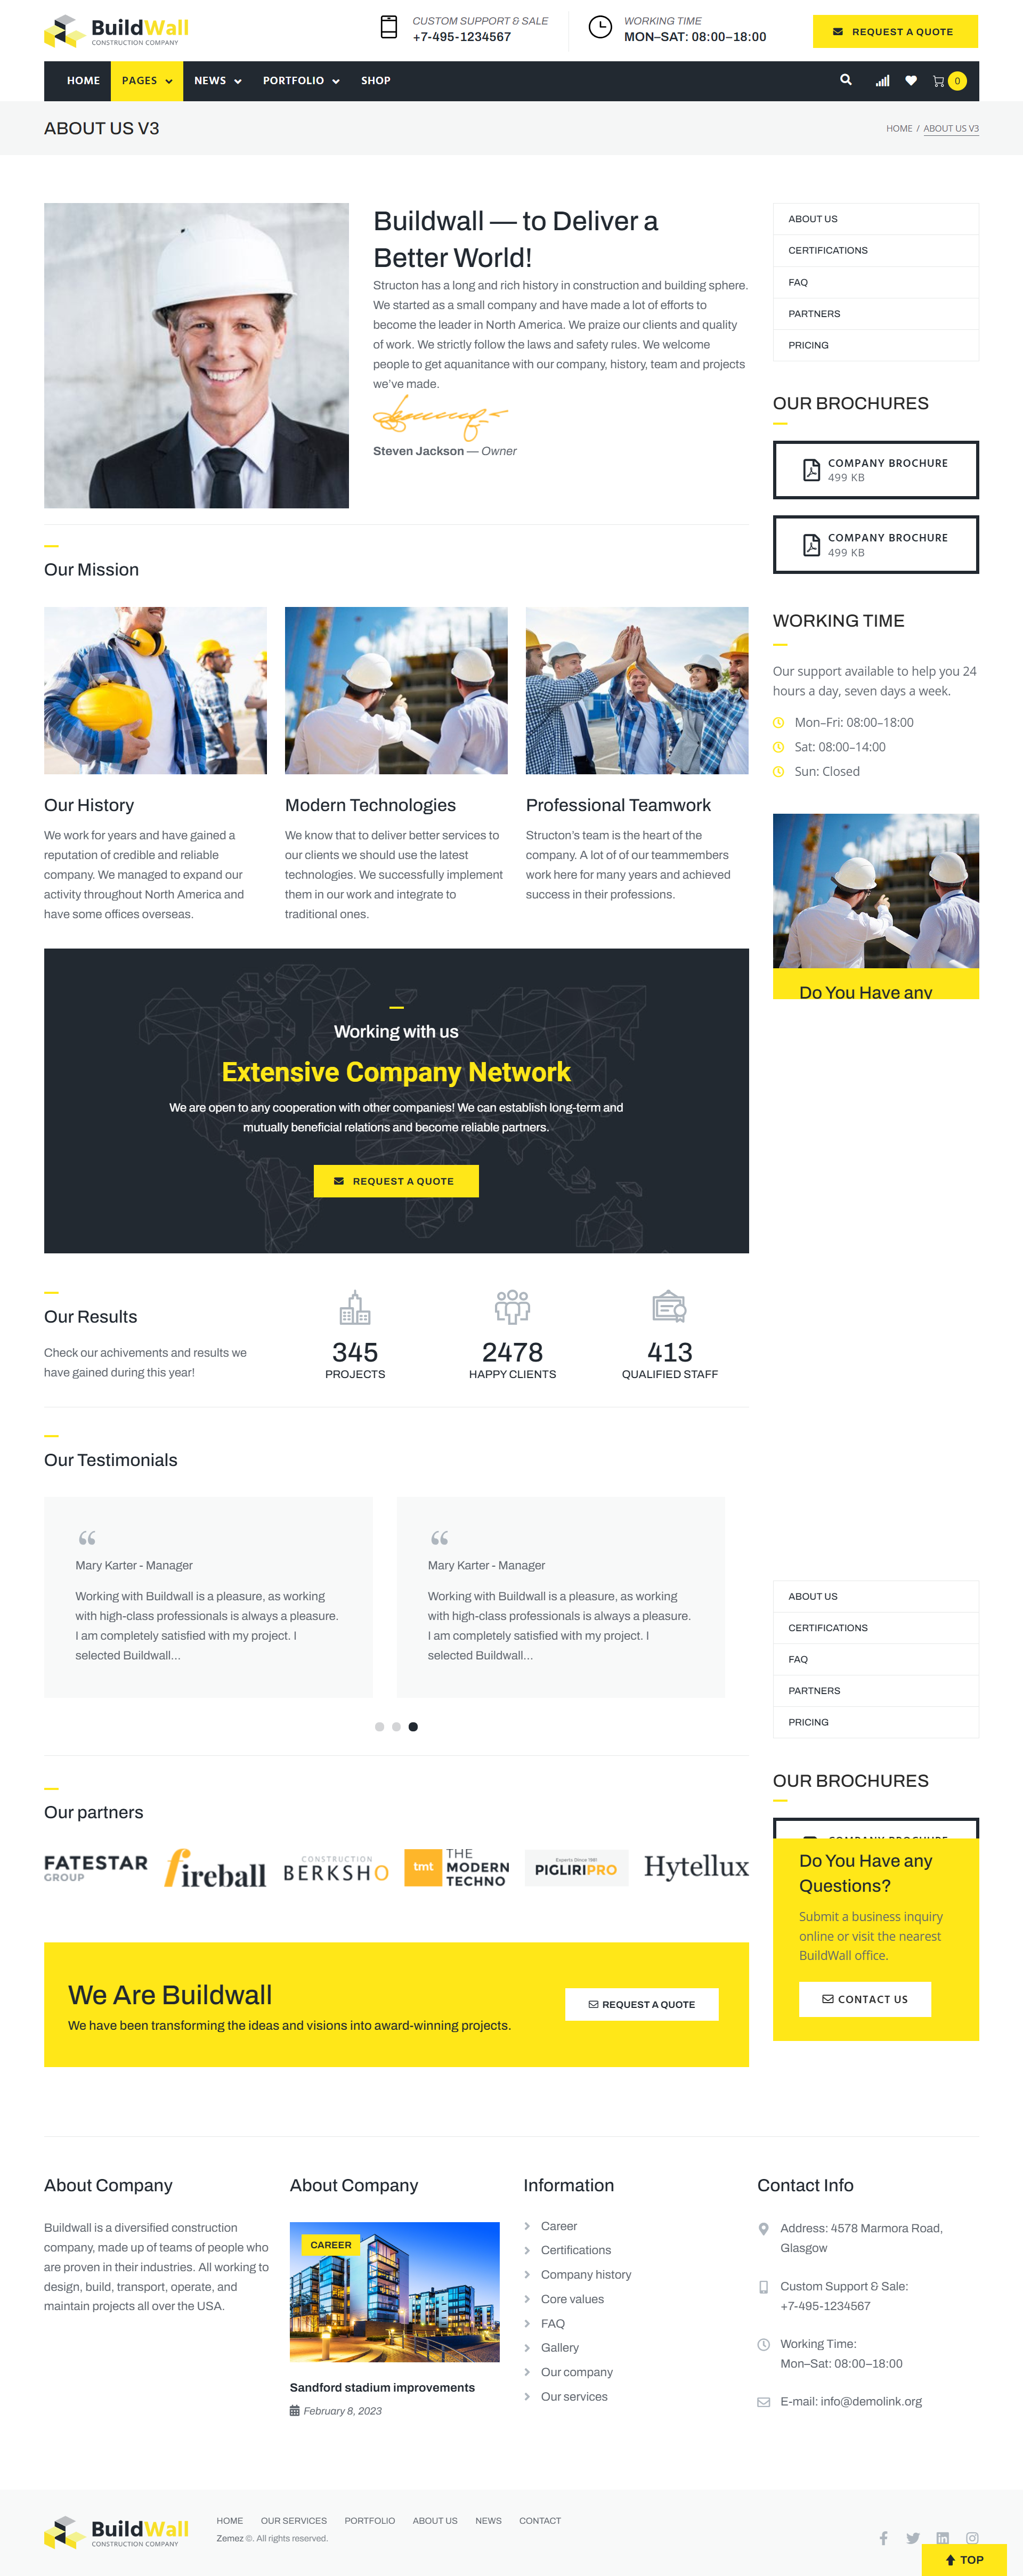 BuildWall
CONSTRUCTION COMPANY
CUSTOM SUPPORT & SALE
+7-495-1234567
WORKING TIME
MON–SAT: 08:00–18:00
REQUEST A QUOTE
HOME
PAGES
NEWS
PORTFOLIO
SHOP
0
ABOUT US V3
HOME / ABOUT US V3
Buildwall — to Deliver a
Better World!
Structon has a long and rich history in construction and building sphere.
We started as a small company and have made a lot of efforts to
become the leader in North America. We praize our clients and quality
of work. We strictly follow the laws and safety rules. We welcome
people to get aquanitance with our company, history, team and projects
we've made.
Steven Jackson — Owner
ABOUT US
CERTIFICATIONS
FAQ
PARTNERS
PRICING
OUR BROCHURES
COMPANY BROCHURE
499 KB
COMPANY BROCHURE
499 KB
WORKING TIME
Our support available to help you 24
hours a day, seven days a week.
Mon–Fri: 08:00–18:00
Sat: 08:00–14:00
Sun: Closed
Do You Have any
Our Mission
Our History
We work for years and have gained a
reputation of credible and reliable
company. We managed to expand our
activity throughout North America and
have some offices overseas.
Modern Technologies
We know that to deliver better services to
our clients we should use the latest
technologies. We successfully implement
them in our work and integrate to
traditional ones.
Professional Teamwork
Structon's team is the heart of the
company. A lot of of our teammembers
work here for many years and achieved
success in their professions.
Working with us
Extensive Company Network
We are open to any cooperation with other companies! We can establish long-term and
mutually beneficial relations and become reliable partners.
REQUEST A QUOTE
Our Results
Check our achivements and results we
have gained during this year!
345
PROJECTS
2478
HAPPY CLIENTS
413
QUALIFIED STAFF
Our Testimonials
Mary Karter - Manager
Working with Buildwall is a pleasure, as working
with high-class professionals is always a pleasure.
I am completely satisfied with my project. I
selected Buildwall...
Mary Karter - Manager
Working with Buildwall is a pleasure, as working
with high-class professionals is always a pleasure.
I am completely satisfied with my project. I
selected Buildwall...
ABOUT US
CERTIFICATIONS
FAQ
PARTNERS
PRICING
OUR BROCHURES
COMPANY BROCHURE
Do You Have any
Questions?
Submit a business inquiry
online or visit the nearest
BuildWall office.
CONTACT US
Our partners
FATESTAR
GROUP
fireball
CONSTRUCTION
BERKSHO
tmt
THE
MODERN
TECHNO
Experts Since 1981
PIGLIRIPRO
Hytellux
We Are Buildwall
We have been transforming the ideas and visions into award-winning projects.
REQUEST A QUOTE
About Company
Buildwall is a diversified construction
company, made up of teams of people who
are proven in their industries. All working to
design, build, transport, operate, and
maintain projects all over the USA.
About Company
CAREER
Sandford stadium improvements
February 8, 2023
Information
Career
Certifications
Company history
Core values
FAQ
Gallery
Our company
Our services
Contact Info
Address: 4578 Marmora Road,
Glasgow
Custom Support & Sale:
+7-495-1234567
Working Time:
Mon–Sat: 08:00–18:00
E-mail: info@demolink.org
BuildWall
CONSTRUCTION COMPANY
HOME
OUR SERVICES
PORTFOLIO
ABOUT US
NEWS
CONTACT
Zemez ©. All rights reserved.
TOP